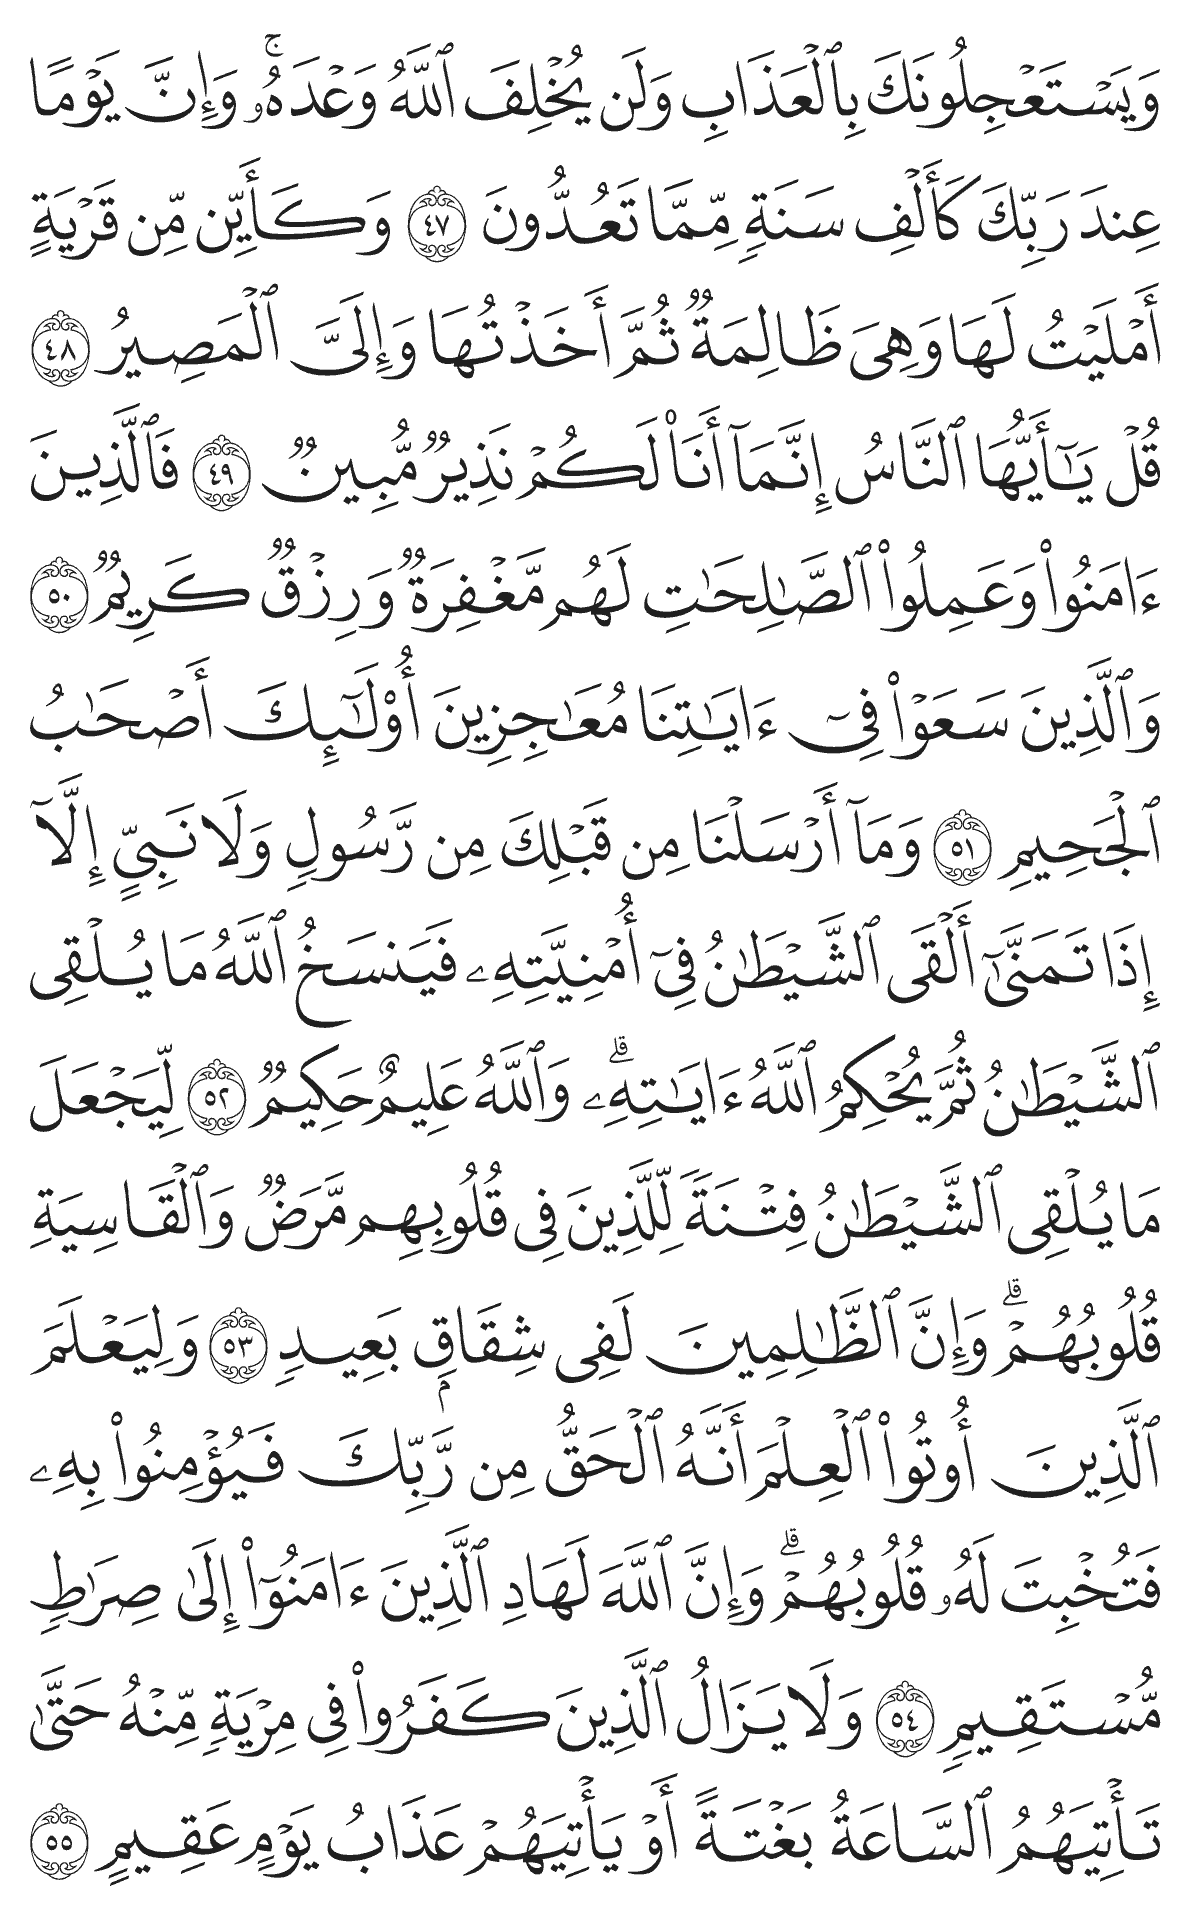 وَيَسْتَعْجِلُونَكَ بِٱلْعَذَابِ وَلَن يُخْلِفَ ٱللَّهُ وَعْدَهُۥۚ وَإِنَّ يَوْمًا
عِندَ رَبِّكَ كَأَلْفِ سَنَةٍ مِّمَّا تَعُدُّونَ ٤٧ وَكَأَيِّن مِّن قَرْيَةٍ
أَمْلَيْتُ لَهَا وَهِىَ ظَالِمَةٌ ثُمَّ أَخَذْتُهَا وَإِلَىَّ ٱلْمَصِيرُ ٤٨
قُلْ يَٰٓأَيُّهَا ٱلنَّاسُ إِنَّمَآ أَنَا۠ لَكُمْ نَذِيرٌ مُّبِينٌ ٤٩ فَٱلَّذِينَ
ءَامَنُوا۟ وَعَمِلُوا۟ ٱلصَّٰلِحَٰتِ لَهُم مَّغْفِرَةٌ وَرِزْقٌ كَرِيمٌ ٥٠
وَٱلَّذِينَ سَعَوْا۟ فِىٓ ءَايَٰتِنَا مُعَٰجِزِينَ أُو۟لَٰٓئِكَ أَصْحَٰبُ
ٱلْجَحِيمِ ٥١ وَمَآ أَرْسَلْنَا مِن قَبْلِكَ مِن رَّسُولٍ وَلَا نَبِىٍّ إِلَّآ
إِذَا تَمَنَّىٰٓ أَلْقَى ٱلشَّيْطَٰنُ فِىٓ أُمْنِيَّتِهِۦ فَيَنسَخُ ٱللَّهُ مَا يُلْقِى
ٱلشَّيْطَٰنُ ثُمَّ يُحْكِمُ ٱللَّهُ ءَايَٰتِهِۦۗ وَٱللَّهُ عَلِيمٌ حَكِيمٌ ٥٢ لِّيَجْعَلَ
مَا يُلْقِى ٱلشَّيْطَٰنُ فِتْنَةً لِّلَّذِينَ فِى قُلُوبِهِم مَّرَضٌ وَٱلْقَاسِيَةِ
قُلُوبُهُمْۗ وَإِنَّ ٱلظَّٰلِمِينَ لَفِى شِقَاقٍۭ بَعِيدٍ ٥٣ وَلِيَعْلَمَ
ٱلَّذِينَ أُوتُوا۟ ٱلْعِلْمَ أَنَّهُ ٱلْحَقُّ مِن رَّبِّكَ فَيُؤْمِنُوا۟ بِهِۦ
فَتُخْبِتَ لَهُۥ قُلُوبُهُمْۗ وَإِنَّ ٱللَّهَ لَهَادِ ٱلَّذِينَ ءَامَنُوٓا۟ إِلَىٰ صِرَٰطٍ
مُّسْتَقِيمٍ ٥٤ وَلَا يَزَالُ ٱلَّذِينَ كَفَرُوا۟ فِى مِرْيَةٍ مِّنْهُ حَتَّىٰ
تَأْتِيَهُمُ ٱلسَّاعَةُ بَغْتَةً أَوْ يَأْتِيَهُمْ عَذَابُ يَوْمٍ عَقِيمٍ ٥٥